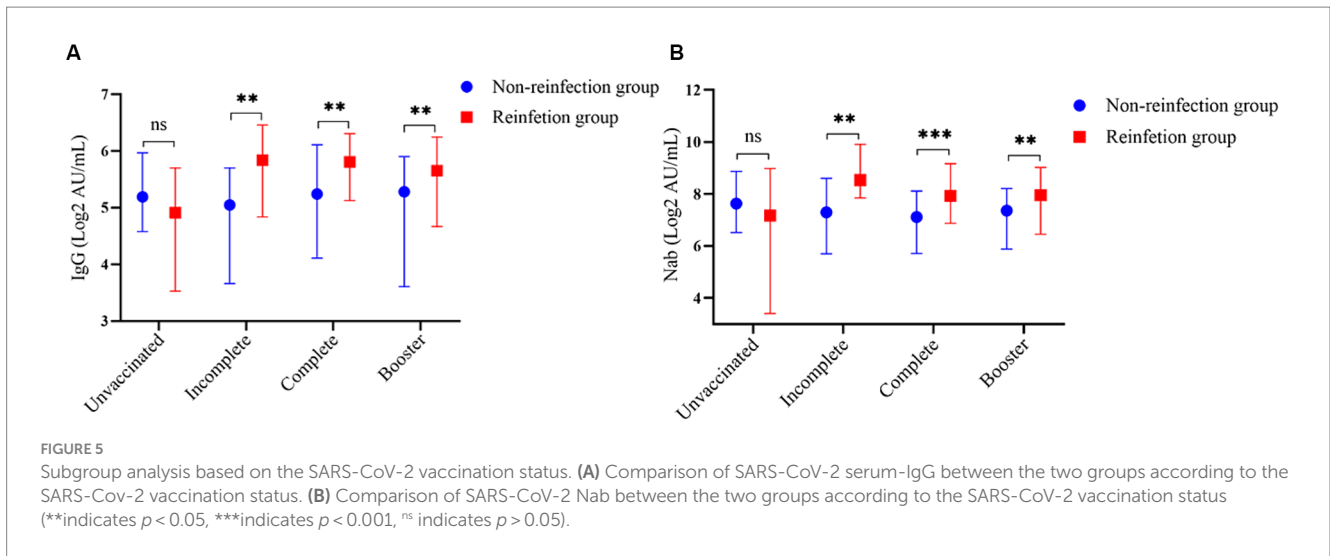 A
Non-reinfection group
Reinfetion group
IgG (Log2 AU/mL)
7
6
5
4
3
ns
**
**
**
Unvaccinated
Incomplete
Complete
Booster
B
Non-reinfection group
Reinfetion group
Nab (Log2 AU/mL)
12
10
8
6
4
ns
**
***
**
Unvaccinated
Incomplete
Complete
Booster
FIGURE 5
Subgroup analysis based on the SARS-CoV-2 vaccination status. (A) Comparison of SARS-CoV-2 serum-IgG between the two groups according to the
SARS-Cov-2 vaccination status. (B) Comparison of SARS-CoV-2 Nab between the two groups according to the SARS-CoV-2 vaccination status
(**indicates p < 0.05, ***indicates p < 0.001, ns indicates p > 0.05).